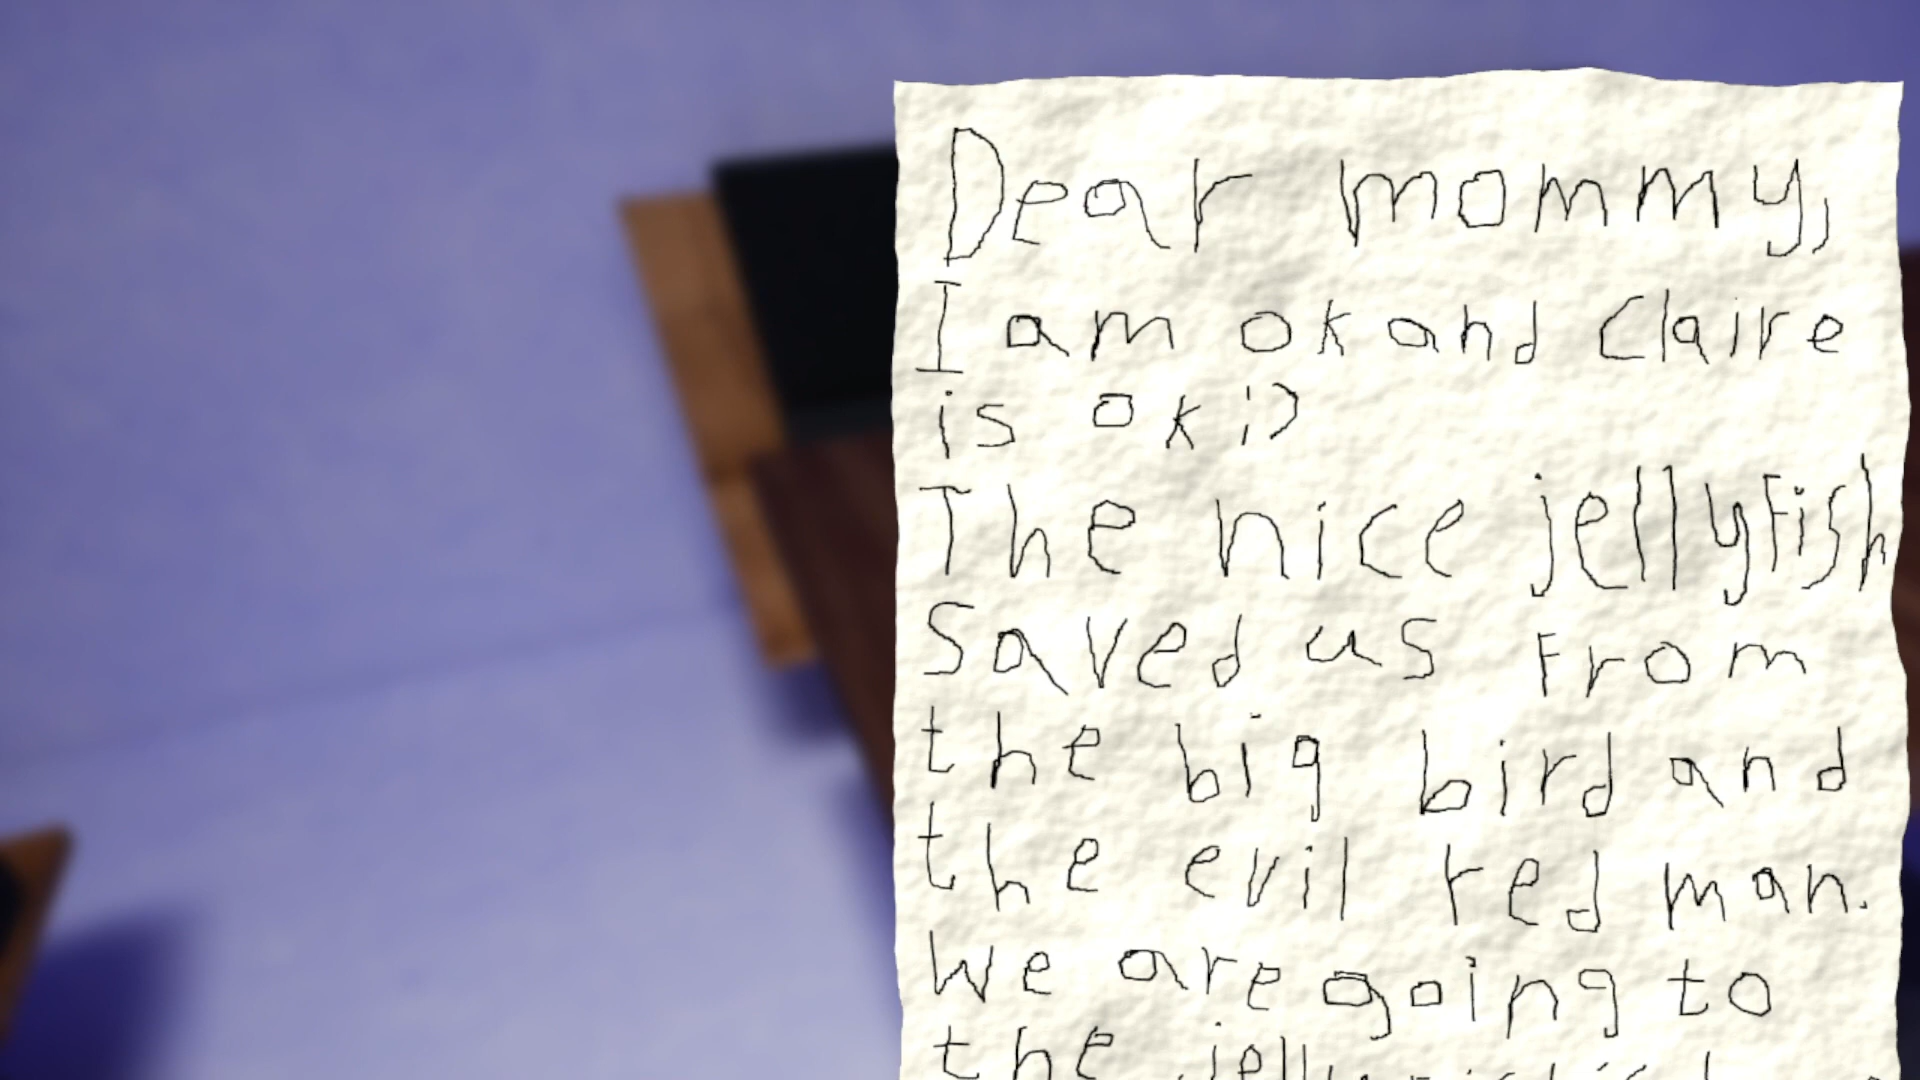 Dear mommy,
I am ok and Claire
is ok :)
The nice jellyfish
Saved us from
the big bird and
the evil red man.
We are going to
the